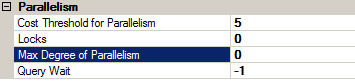 Parallelism
Cost Threshold for Parallelism 5
Locks 0
Max Degree of Parallelism 0
Query Wait -1